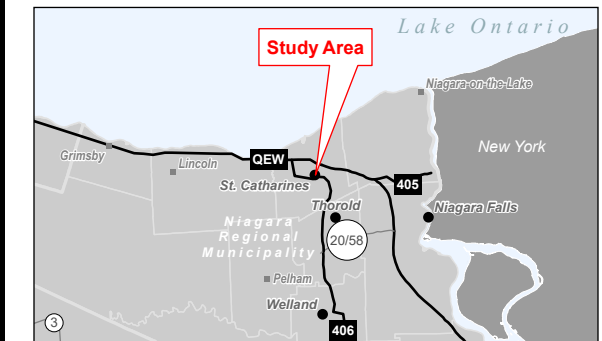 Lake Ontario
Study Area
Niagara-on-the-Lake
New York
Grimsby
Lincoln
QEW
St. Catharines
405
Thorold
Niagara Falls
Niagara
Regional
Municipality
20/58
Pelham
Welland
3
406